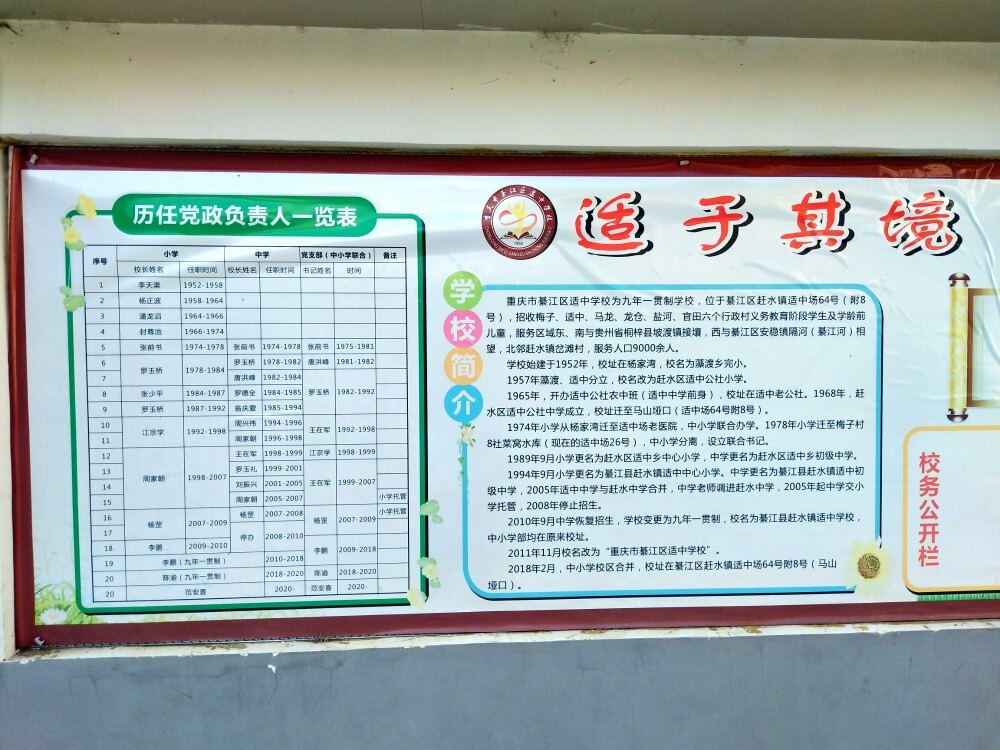 历任党政负责人一览表
序号 小学 中学 党支部（中小学联合） 备注
校长姓名 任职时间 校长姓名 任职时间 书记姓名 时间
1 李天渠 1952-1958
2 杨正波 1958-1964
3 潘龙滔 1964-1966
4 封尊池 1966-1974
5 张前书 1974-1978 张前书 1974-1978 张前书 1975-1981
6 罗玉桥 1978-1984 罗玉桥 1978-1982 唐洪峰 1981-1982
7 唐洪峰 1982-1984 罗玉桥 1982-1992
8 张少平 1984-1987 罗德全 1984-1985
9 罗玉桥 1987-1992 翁庆爱 1985-1994
10 江宗学 1992-1998 周兴伟 1994-1996 王在军 1992-1998
11 周家朝 1996-1998
12 周家朝 1998-2007 王在军 1998-1999 江宗学 1998-1999
13 罗玉礼 1999-2001 王在军 1999-2007
14 刘振兴 2001-2005
15 周家朝 2005-2007 小学托管
16 杨罡 2007-2009 杨罡 2007-2008 杨罡 2007-2009 小学托管
17 停办 2008-2010
18 李鹏 2009-2010 李鹏 2009-2018
19 李鹏（九年一贯制） 2010-2018
20 陈渝（九年一贯制） 2018-2020 陈渝 2018-2020
20 范安喜 2020- 范安喜 2020-
重庆市綦江区适中学校
1952
适于其境
学校简介
重庆市綦江区适中学校为九年一贯制学校，位于綦江区赶水镇适中场64号（附8
号），招收梅子、适中、马龙、龙仓、盐河、官田六个行政村义务教育阶段学生及学龄前
儿童，服务区域东、南与贵州省桐梓县坡渡镇接壤，西与綦江区安稳镇隔河（綦江河）相
望，北邻赶水镇岔滩村，服务人口9000余人。
学校始建于1952年，校址在杨家湾，校名为藻渡乡完小。
1957年藻渡、适中分立，校名改为赶水区适中公社小学。
1965年，开办适中公社农中班（适中中学前身），校址在适中老公社。1968年，赶
水区适中公社中学成立，校址迁至马山垭口（适中场64号附8号）。
1974年小学从杨家湾迁至适中场老医院，中小学联合办学。1978年小学迁至梅子村
8社菜窝水库（现在的适中场26号），中小学分离，设立联合书记。
1989年9月小学更名为赶水区适中乡中心小学，中学更名为赶水区适中乡初级中学。
1994年9月小学更名为綦江县赶水镇适中中心小学。中学更名为綦江县赶水镇适中初
级中学，2005年适中中学与赶水中学合并，中学老师调进赶水中学，2005年起中学交小
学托管，2008年停止招生。
2010年9月中学恢复招生，学校变更为九年一贯制，校名为綦江县赶水镇适中学校，
中小学部均在原来校址。
2011年11月校名改为“重庆市綦江区适中学校”。
2018年2月，中小学校区合并，校址在綦江区赶水镇适中场64号附8号（马山
垭口）。
校务公开栏